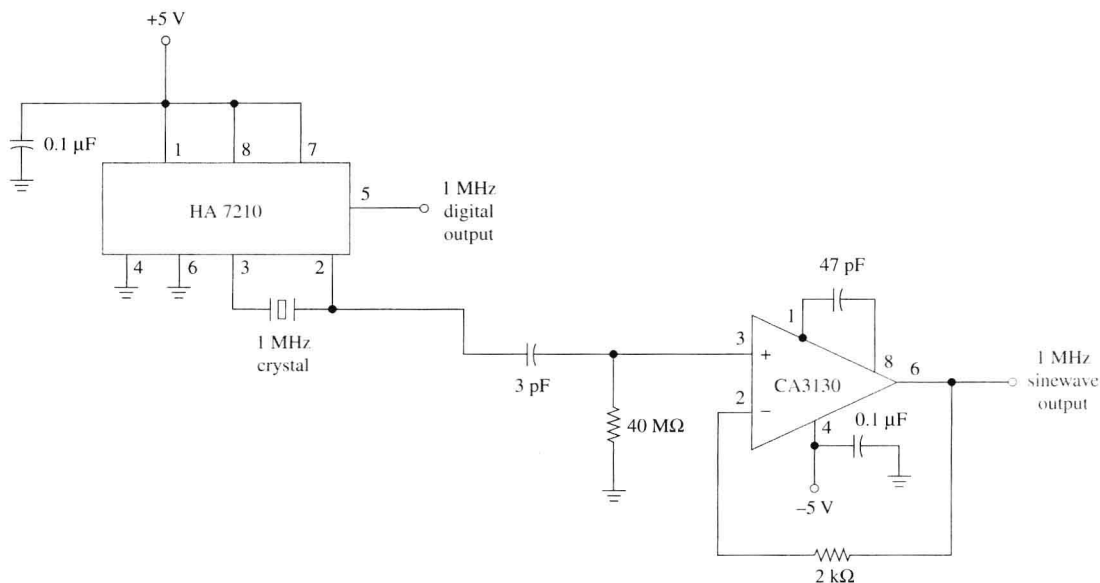 +5 V
0.1 μF
1
8
7
HA 7210
5
1 MHz
digital
output
4
6
3
2
1 MHz
crystal
3 pF
40 MΩ
47 pF
1
3
+
8
6
CA3130
2
−
4
0.1 μF
−5 V
2 kΩ
1 MHz
sinewave
output